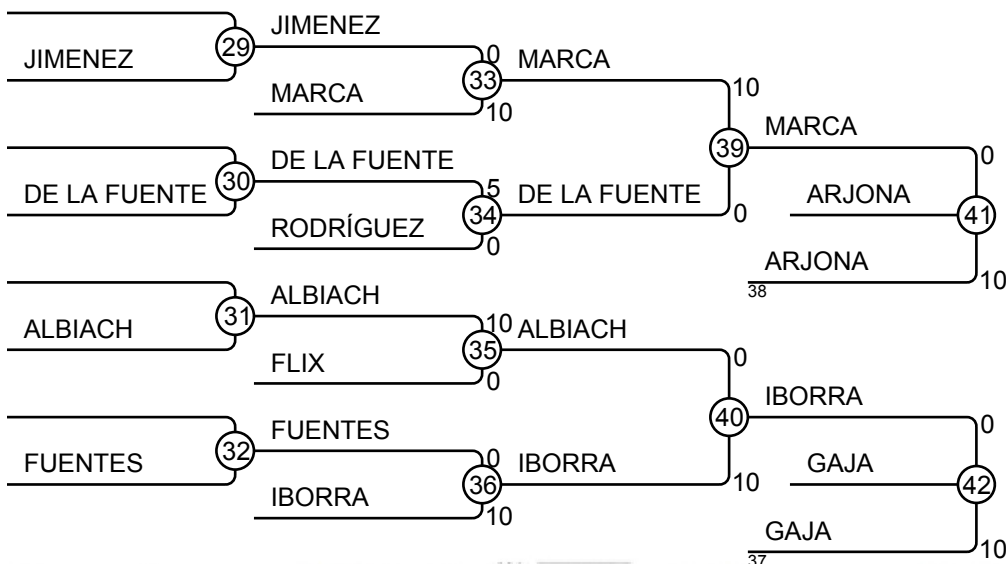 JIMENEZ
0
JIMENEZ
29
33
MARCA
10
MARCA
10
39
MARCA
0
DE LA FUENTE
30
DE LA FUENTE
5
34
DE LA FUENTE
0
RODRÍGUEZ
0
ARJONA
41
ARJONA
38
10
ALBIACH
31
ALBIACH
10
35
ALBIACH
0
FLIX
0
40
IBORRA
0
FUENTES
32
FUENTES
0
36
IBORRA
10
IBORRA
10
GAJA
42
GAJA
37
10